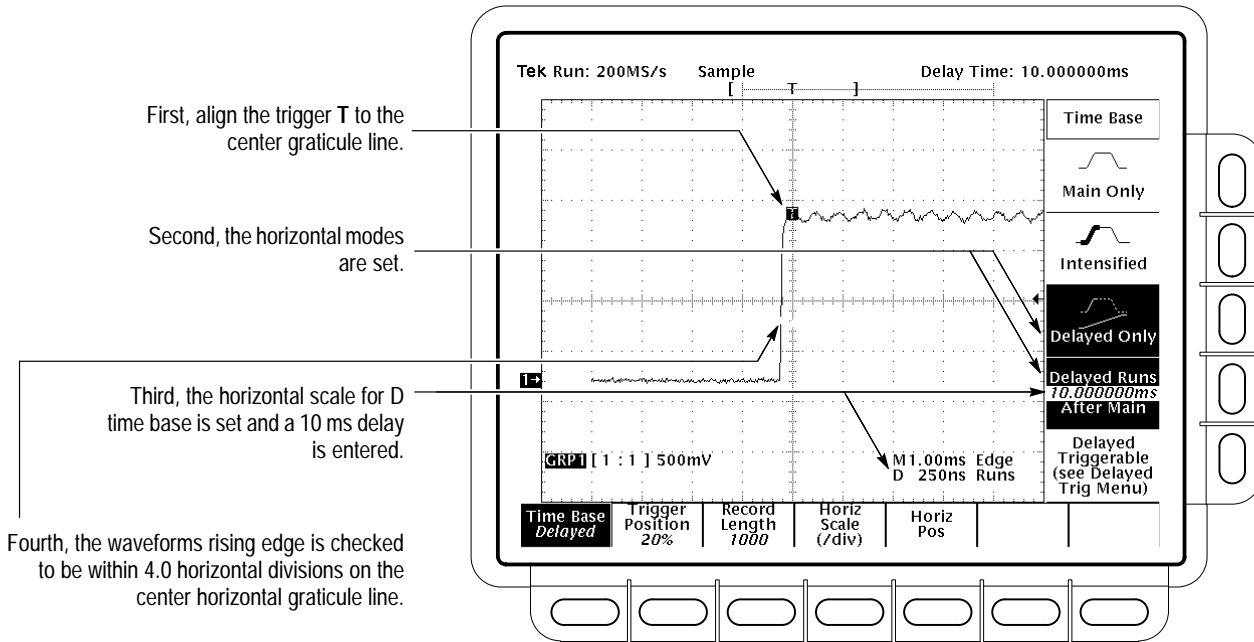 First, align the trigger T to the
center graticule line.
Second, the horizontal modes
are set.
Third, the horizontal scale for D
time base is set and a 10 ms delay
is entered.
Fourth, the waveforms rising edge is checked
to be within 4.0 horizontal divisions on the
center horizontal graticule line.
Tek Run: 200MS/s Sample Delay Time: 10.000000ms
[ T ]
T
1→
GRP1 [ 1 : 1 ] 500mV
M1.00ms Edge
D 250ns Runs
Time Base
Main Only
Intensified
Delayed Only
Delayed Runs
10.000000ms
After Main
Delayed
Triggerable
(see Delayed
Trig Menu)
Time Base
Delayed
Trigger
Position
20%
Record
Length
1000
Horiz
Scale
(/div)
Horiz
Pos